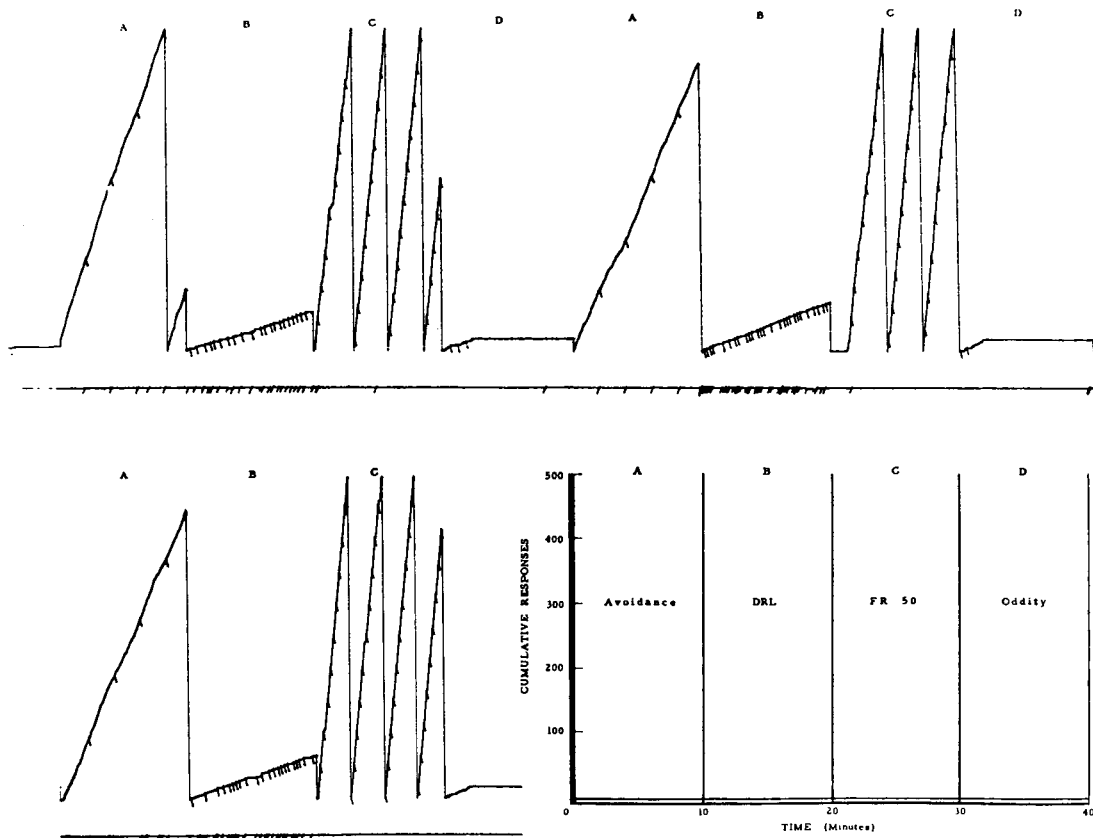 A B C D A B C D
A B C
A B C D
500
400
300
200
100
CUMULATIVE RESPONSES
Avoidance DRL FR 50 Oddity
0 10 20 30 40
TIME (Minutes)